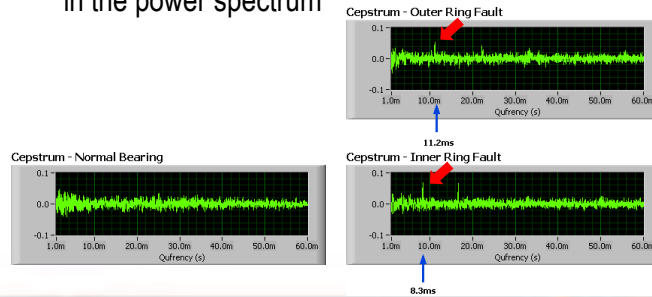 in the power spectrum
Cepstrum - Outer Ring Fault
0.1
0.0
-0.1
1.0m 10.0m 20.0m 30.0m 40.0m 50.0m 60.0m
Qufrency (s)
11.2ms
Cepstrum - Normal Bearing
0.1
0.0
-0.1
1.0m 10.0m 20.0m 30.0m 40.0m 50.0m 60.0m
Qufrency (s)
Cepstrum - Inner Ring Fault
0.1
0.0
-0.1
1.0m 10.0m 20.0m 30.0m 40.0m 50.0m 60.0m
Qufrency (s)
8.3ms